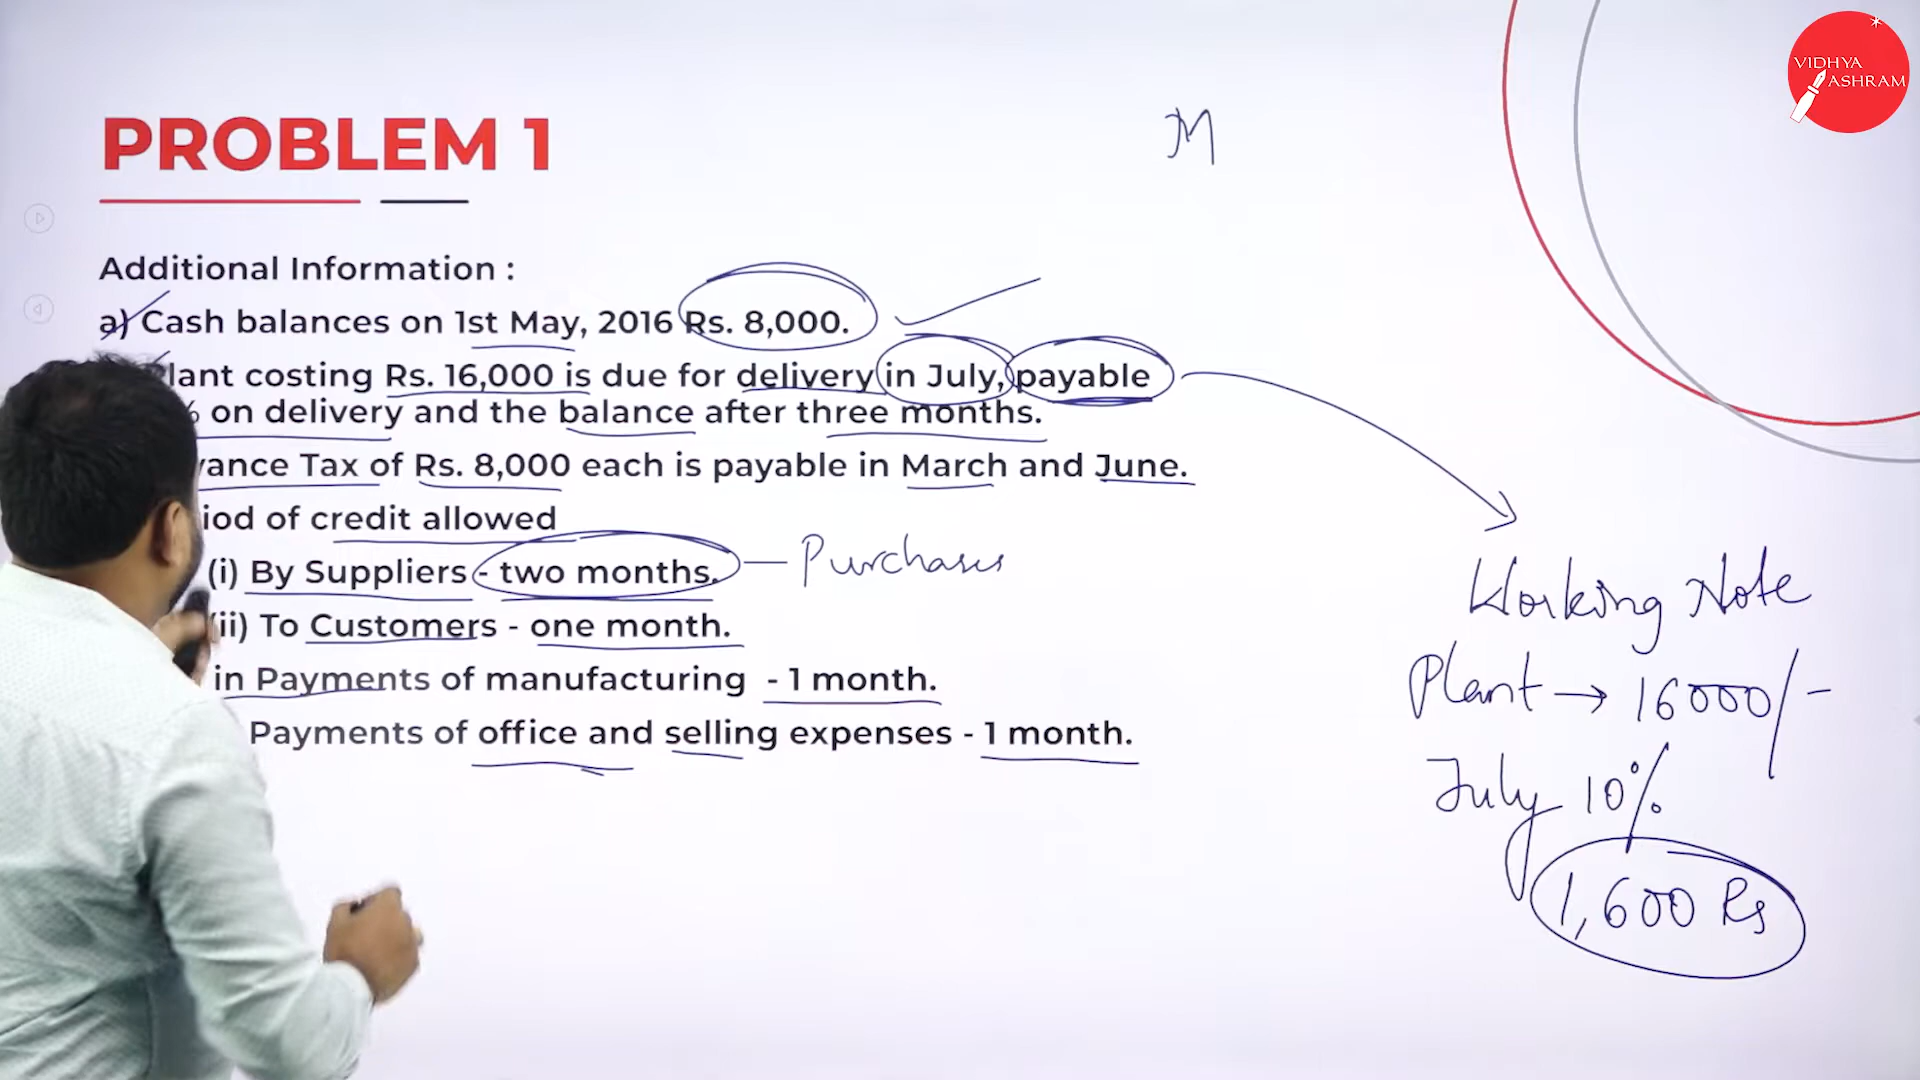 VIDHYA
ASHRAM
PROBLEM 1
M
Additional Information :
a) Cash balances on 1st May, 2016 Rs. 8,000.
costing Rs. 16,000 is due for delivery in July, payable
% on delivery and the balance after three months.
Tax of Rs. 8,000 each is payable in March and June.
of credit allowed
(i) By Suppliers - two months. — Purchases
(ii) To Customers - one month.
in Payments of manufacturing - 1 month.
Payments of office and selling expenses - 1 month.
Working Note
Plant → 16000/-
July 10%
1,600 Rs